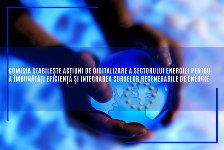 COMISIA STABILEȘTE ACȚIUNI DE DIGITALIZARE A SECTORULUI ENERGIEI PENTRU
A ÎMBUNĂTĂȚI EFICIENȚA ȘI INTEGRAREA SURSELOR REGENERABILE DE ENERGIE